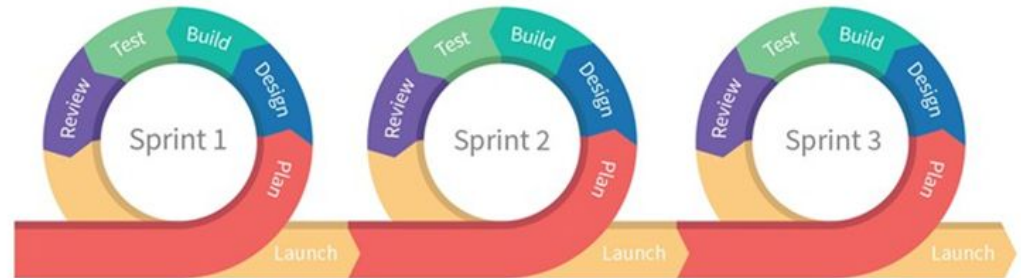 Test
Build
Design
Review
Sprint 1
Plan
Launch
Test
Build
Design
Review
Sprint 2
Plan
Launch
Test
Build
Design
Review
Sprint 3
Plan
Launch